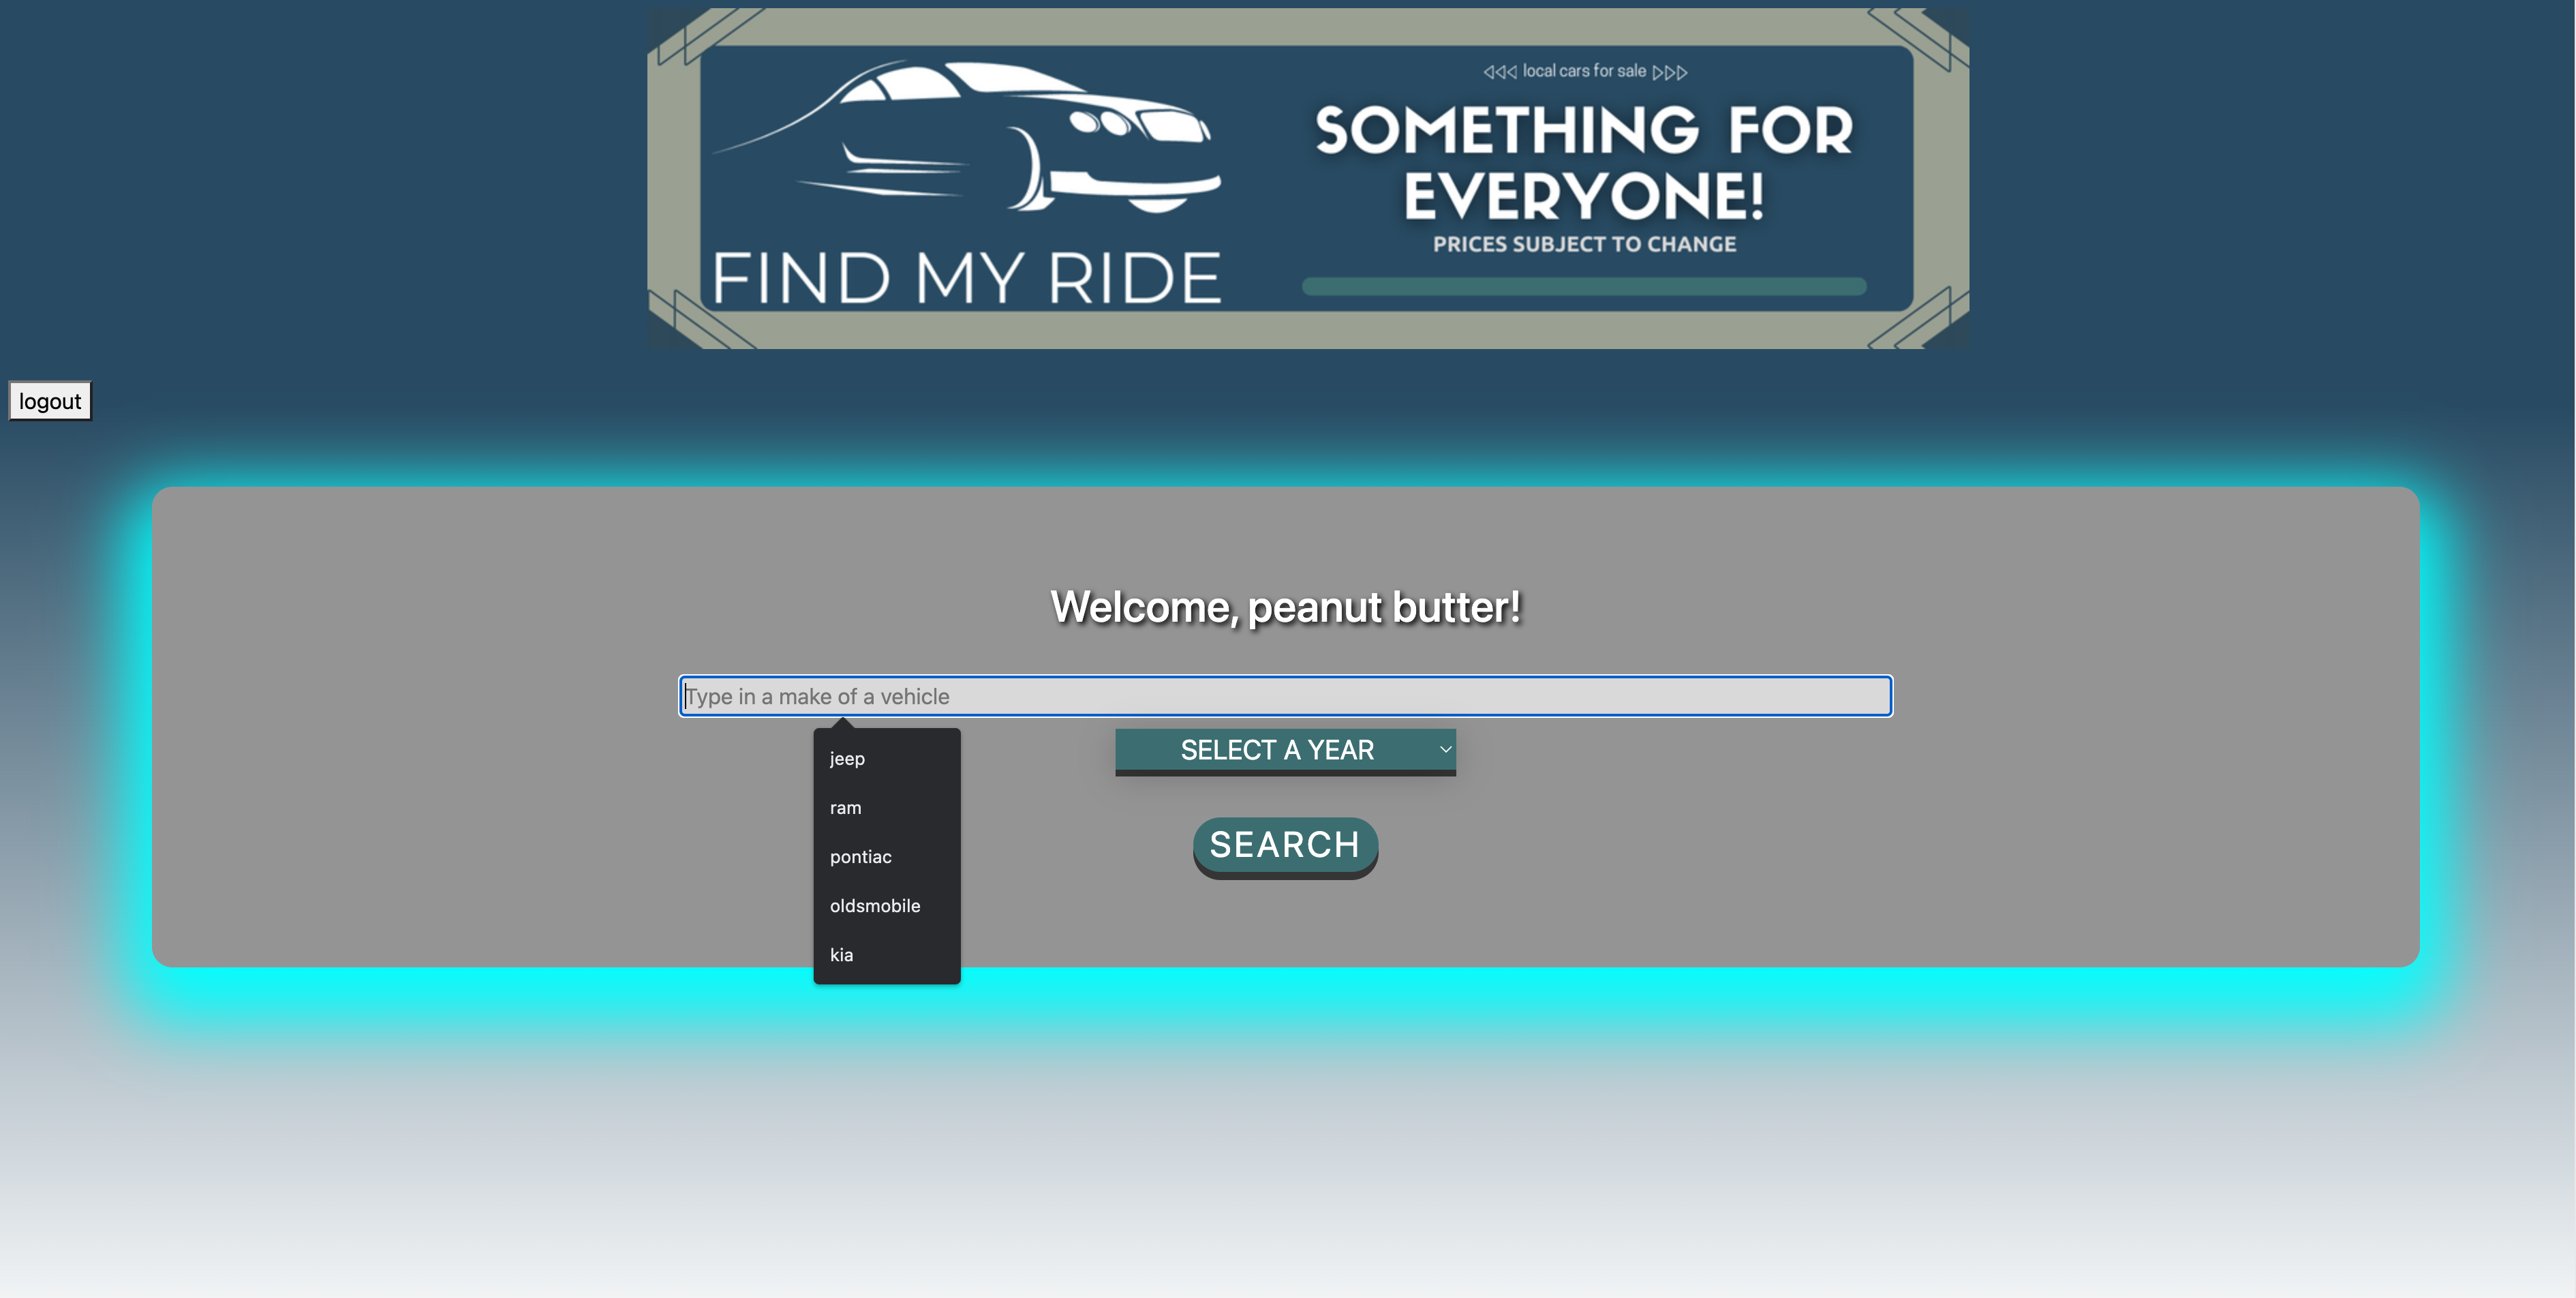 local cars for sale
SOMETHING FOR
EVERYONE!
PRICES SUBJECT TO CHANGE
FIND MY RIDE
logout
Welcome, peanut butter!
Type in a make of a vehicle
SELECT A YEAR
jeep
ram
pontiac
oldsmobile
kia
SEARCH